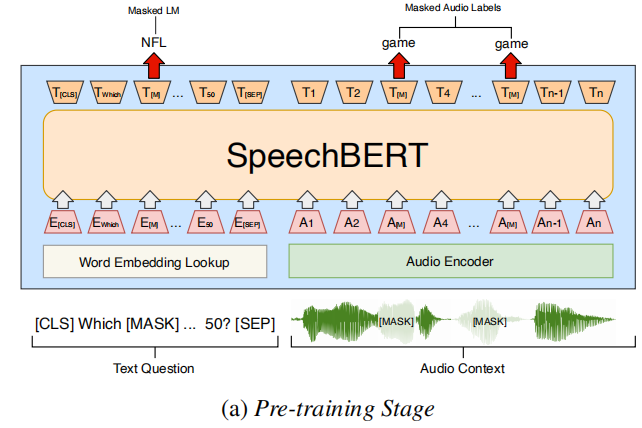 Masked LM
Masked Audio Labels
NFL
game
game
T[CLS] TWhich T[M] ... T50 T[SEP] T1 T2 T[M] T4 ... T[M] Tn-1 Tn
SpeechBERT
E[CLS] EWhich E[M] ... E50 E[SEP] A1 A2 A[M] A4 ... A[M] An-1 An
Word Embedding Lookup
Audio Encoder
[CLS] Which [MASK] ... 50? [SEP]
[MASK]
[MASK]
Text Question
Audio Context
(a) Pre-training Stage